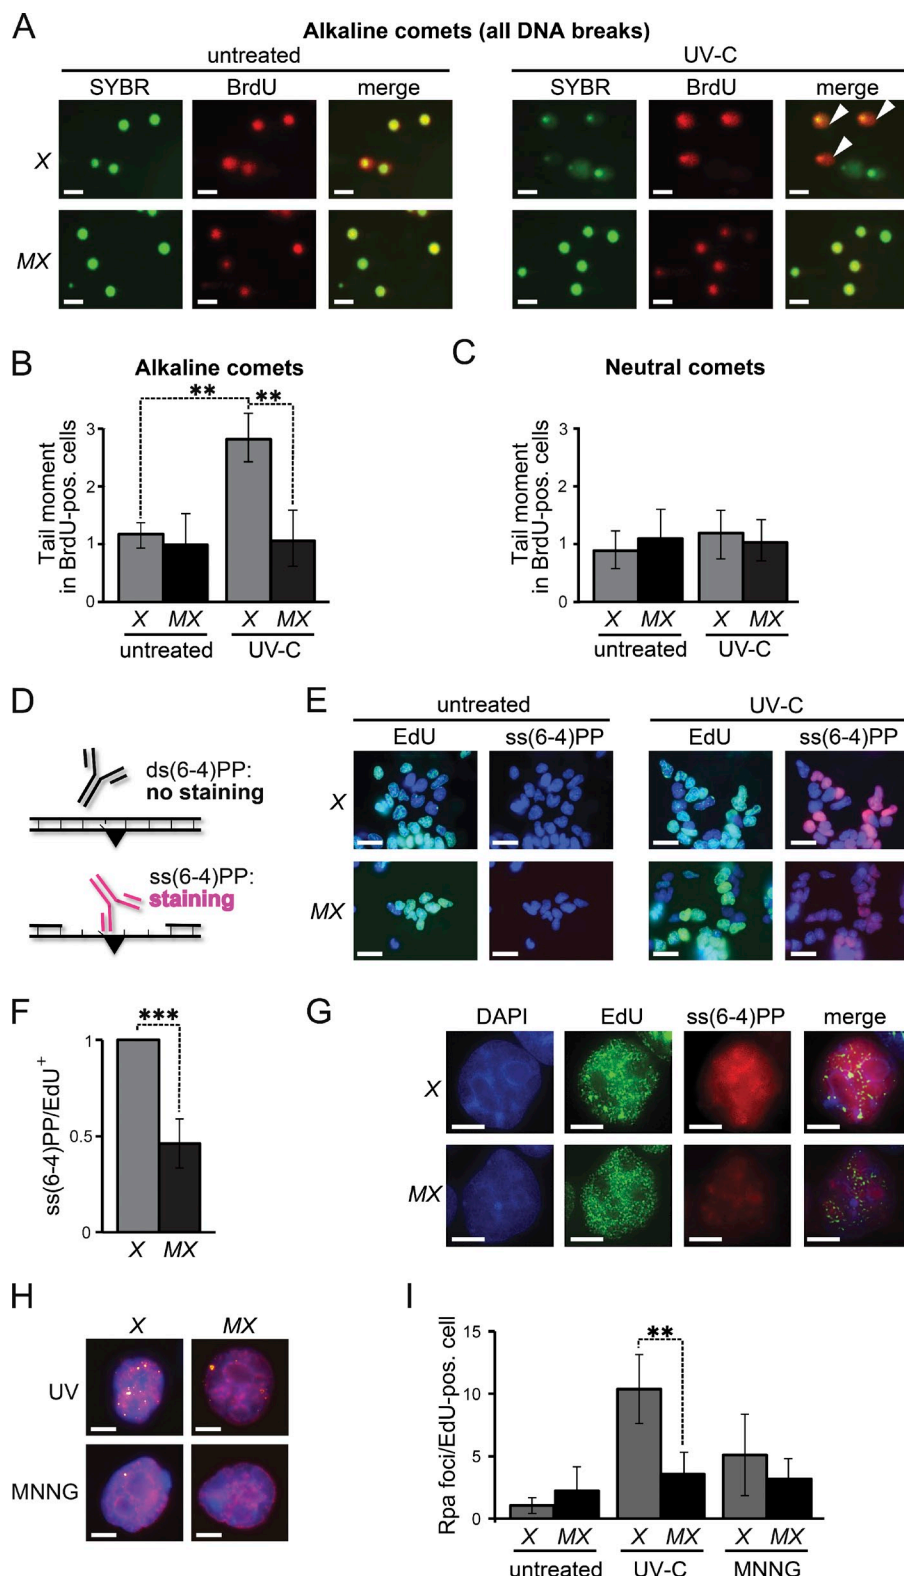 A
Alkaline comets (all DNA breaks)
untreated
UV-C
SYBR BrdU merge
SYBR BrdU merge
X
MX
B
Alkaline comets
**
**
Tail moment
in BrdU-pos. cells
3
2
1
0
X MX X MX
untreated UV-C
C
Neutral comets
Tail moment
in BrdU-pos. cells
3
2
1
0
X MX X MX
untreated UV-C
D
ds(6-4)PP:
no staining
ss(6-4)PP:
staining
E
untreated
UV-C
EdU ss(6-4)PP
EdU ss(6-4)PP
X
MX
F
***
ss(6-4)PP/EdU+
1
0.5
0
X MX
G
DAPI EdU ss(6-4)PP merge
X
MX
H
X MX
UV
MNNG
I
**
Rpa foci/EdU-pos. cell
15
10
5
0
X MX X MX X MX
untreated UV-C MNNG